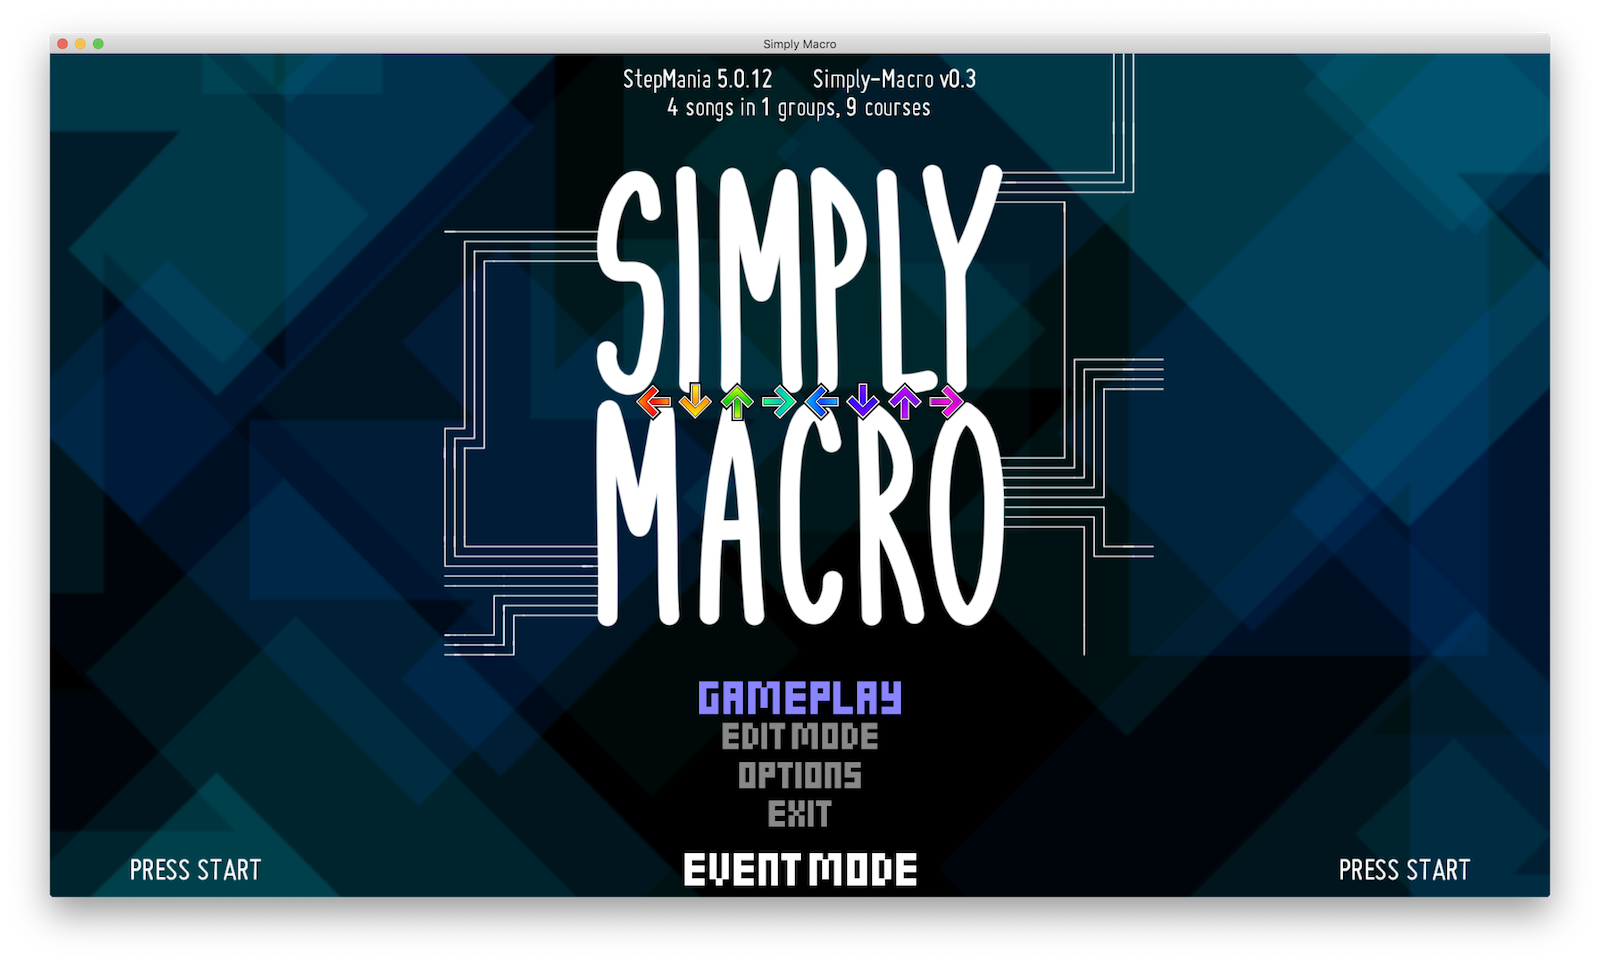 Simply Macro
StepMania 5.0.12 Simply-Macro v0.3
4 songs in 1 groups, 9 courses
SIMPLY
MACRO
GAMEPLAY
EDIT MODE
OPTIONS
EXIT
PRESS START
EVENT MODE
PRESS START